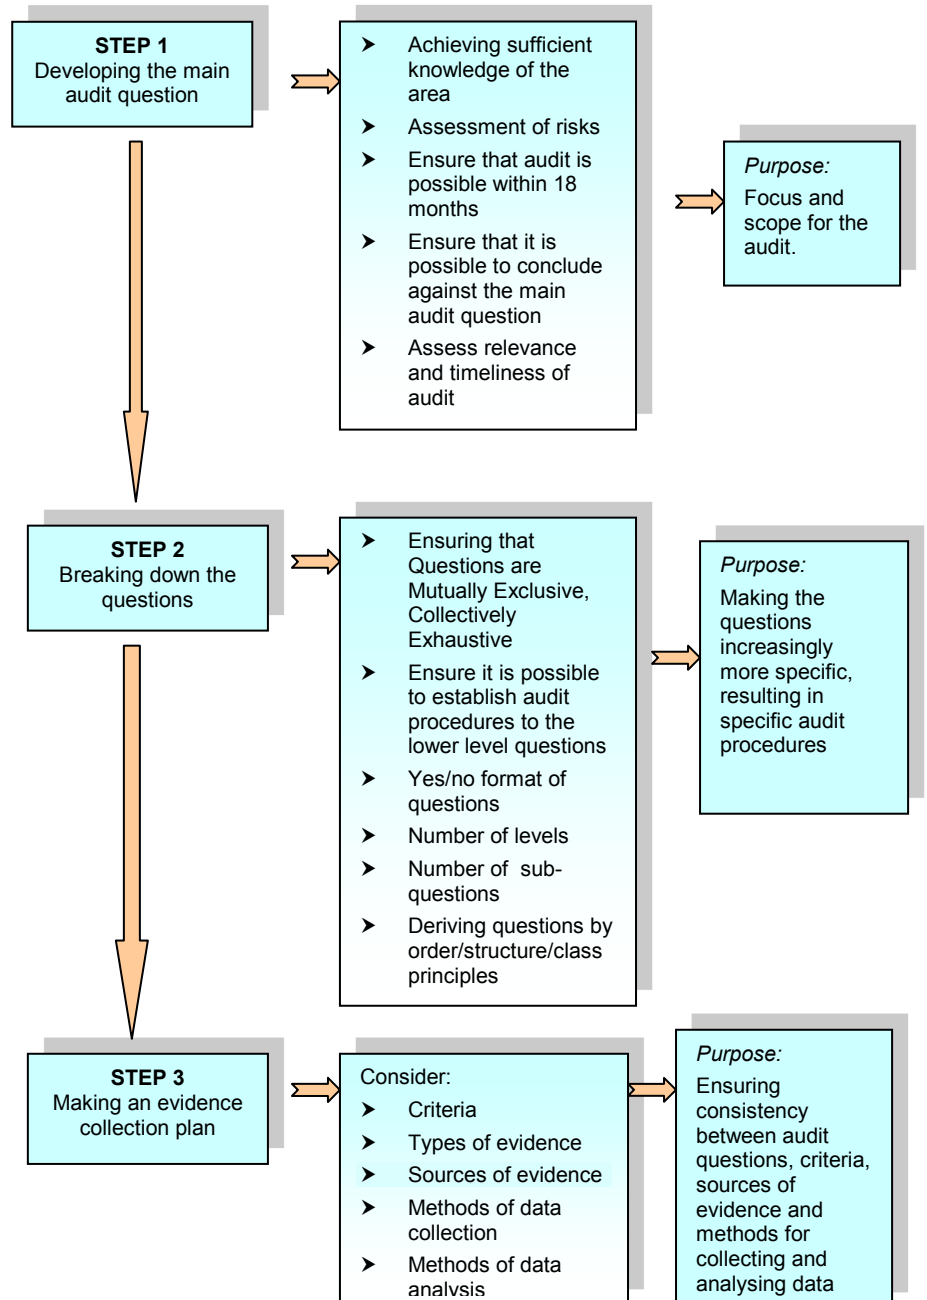 STEP 1
Developing the main
audit question
➤ Achieving sufficient
knowledge of the
area
➤ Assessment of risks
➤ Ensure that audit is
possible within 18
months
➤ Ensure that it is
possible to conclude
against the main
audit question
➤ Assess relevance
and timeliness of
audit
Purpose:
Focus and
scope for the
audit.
STEP 2
Breaking down the
questions
➤ Ensuring that
Questions are
Mutually Exclusive,
Collectively
Exhaustive
➤ Ensure it is possible
to establish audit
procedures to the
lower level questions
➤ Yes/no format of
questions
➤ Number of levels
➤ Number of sub-
questions
➤ Deriving questions by
order/structure/class
principles
Purpose:
Making the
questions
increasingly
more specific,
resulting in
specific audit
procedures
STEP 3
Making an evidence
collection plan
Consider:
➤ Criteria
➤ Types of evidence
➤ Sources of evidence
➤ Methods of data
collection
➤ Methods of data
analysis
Purpose:
Ensuring
consistency
between audit
questions, criteria,
sources of
evidence and
methods for
collecting and
analysing data